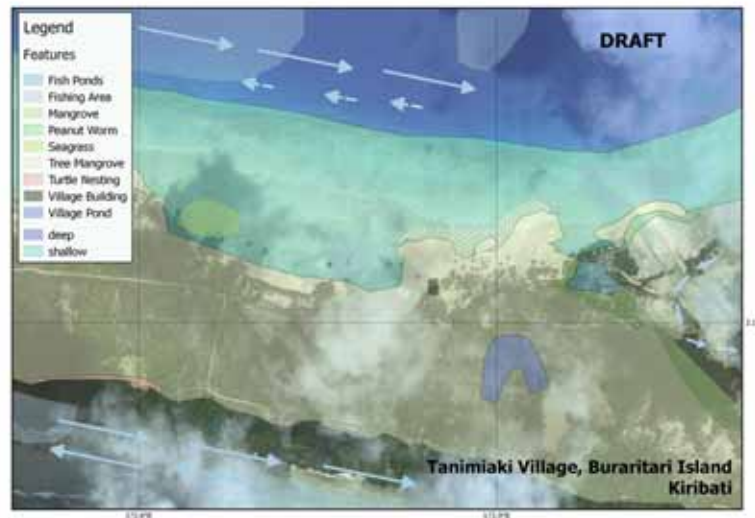 Legend
DRAFT
Features
Fish Ponds
Fishing Area
Mangrove
Peanut Worm
Seagrass
Tree Mangrove
Turtle Nesting
Village Building
Village Pond
deep
shallow
Tanimiaki Village, Buraritari Island
Kiribati